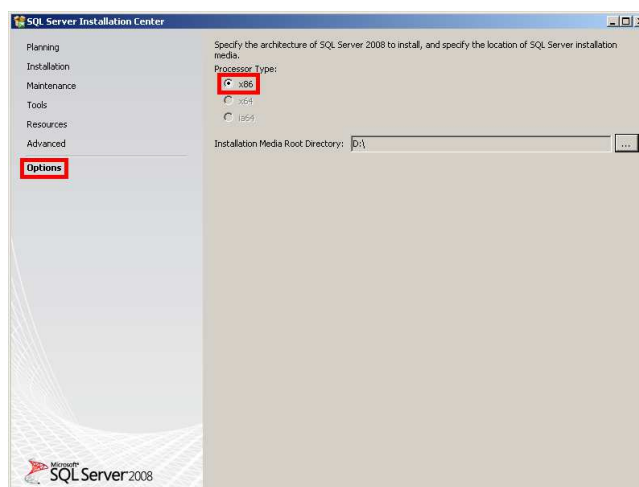 SQL Server Installation Center
Planning
Installation
Maintenance
Tools
Resources
Advanced
Options
Specify the architecture of SQL Server 2008 to install, and specify the location of SQL Server installation
media.
Processor Type:
x86
x64
ia64
Installation Media Root Directory: D:\
...
Microsoft
SQL Server 2008